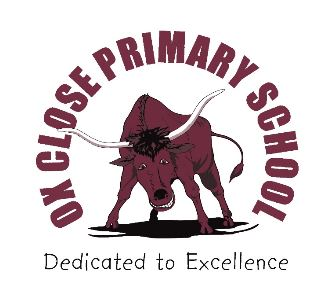 OX CLOSE PRIMARY SCHOOL
Dedicated to Excellence